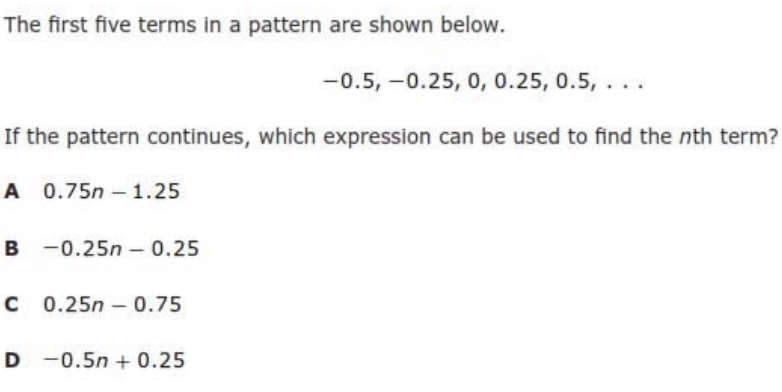 The first five terms in a pattern are shown below.
−0.5, −0.25, 0, 0.25, 0.5, . . .
If the pattern continues, which expression can be used to find the nth term?
A 0.75n – 1.25
B −0.25n – 0.25
C 0.25n – 0.75
D −0.5n + 0.25